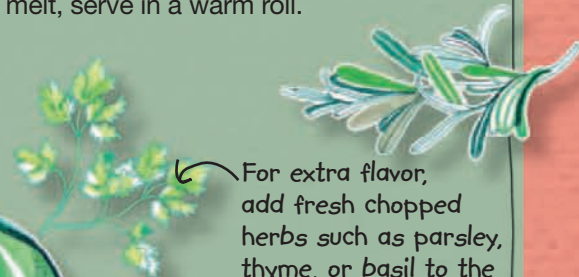 melt, serve in a warm roll.
For extra flavor,
add fresh chopped
herbs such as parsley,
thyme, or basil to the